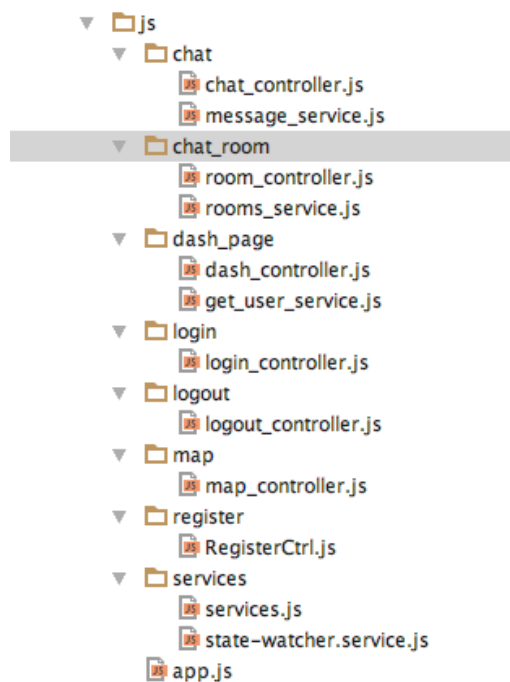 js
chat
chat_controller.js
message_service.js
chat_room
room_controller.js
rooms_service.js
dash_page
dash_controller.js
get_user_service.js
login
login_controller.js
logout
logout_controller.js
map
map_controller.js
register
RegisterCtrl.js
services
services.js
state-watcher.service.js
app.js